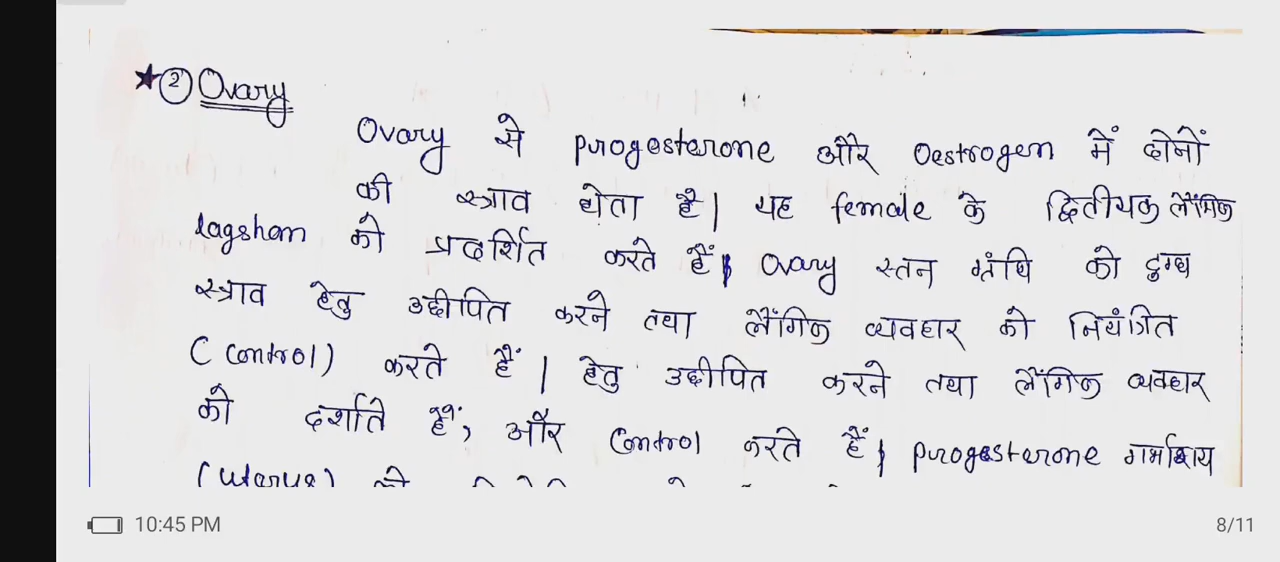 ★ ② Ovary
Ovary से progesterone और Oestrogen में दोनों
की स्त्राव होता है| यह female के द्वितीयक लैंगिक
lagshan को प्रदर्शित करते हैं| Ovary स्तन ग्रंथि को दुग्ध
स्त्राव हेतु उद्दीपित करने तथा लैंगिक व्यवहार को नियंत्रित
(Control) करते हैं| हेतु उद्दीपित करने तथा लैंगिक व्यवहार
को दर्शाते हैं, और Control करते हैं| progesterone गर्भाशय
(Uterus)
10:45 PM
8/11